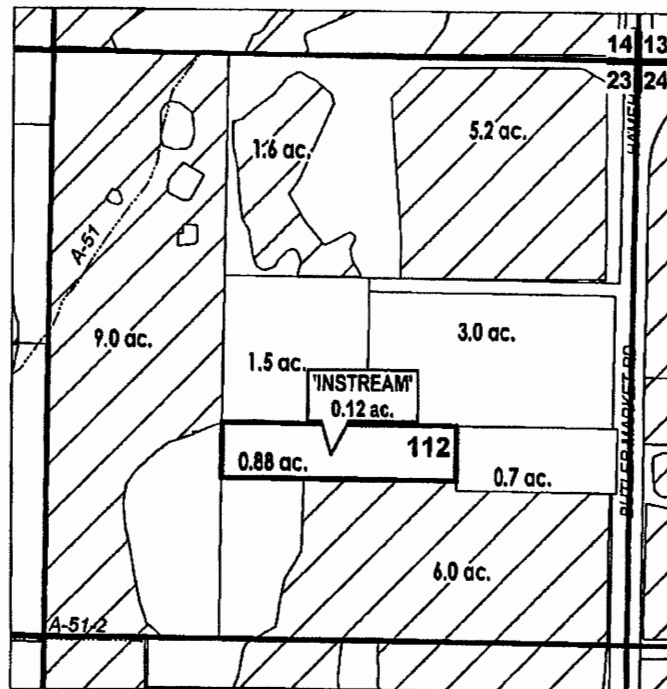 14 13
23 24
HAMEH
1.6 ac.
5.2 ac.
A-51
9.0 ac.
3.0 ac.
1.5 ac.
'INSTREAM'
0.12 ac.
BUTLER MARKET RD
112
0.88 ac.
0.7 ac.
6.0 ac.
A-51-2